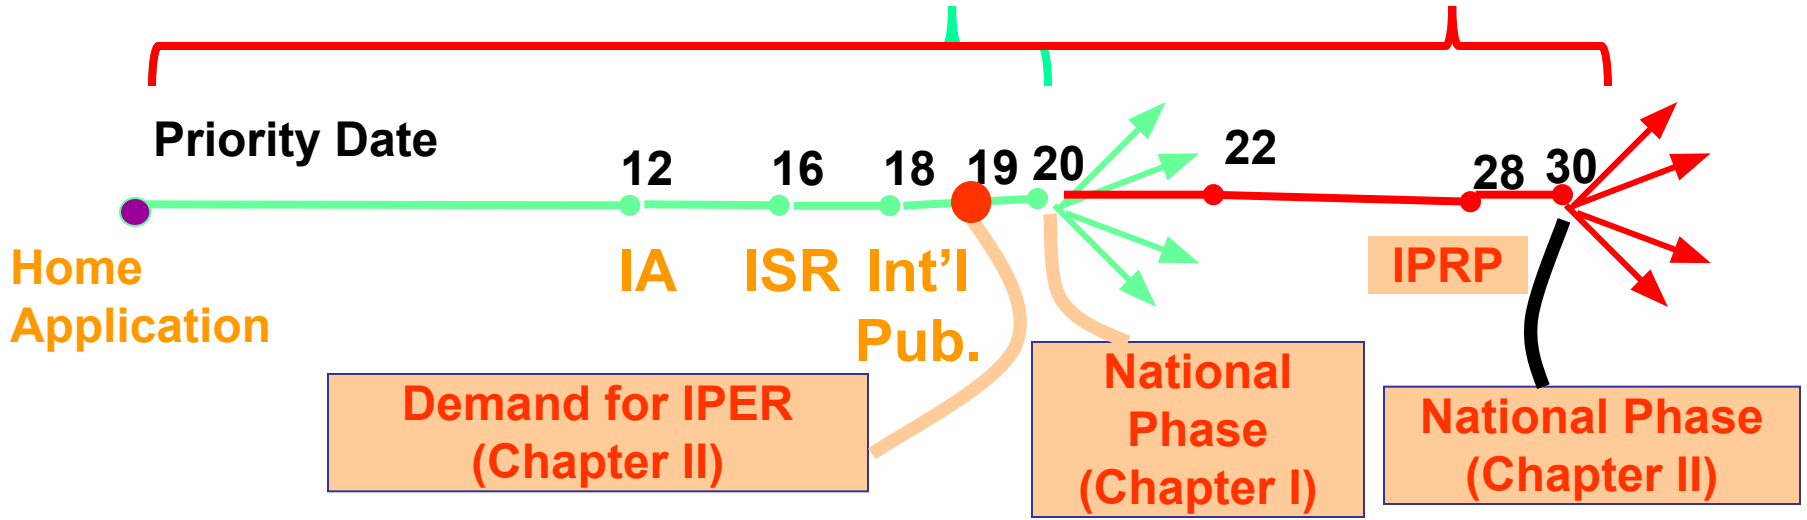 Priority Date
12
16
18
19
20
22
28
30
Home
Application
IA
ISR
Int'l
Pub.
IPRP
Demand for IPER
(Chapter II)
National
Phase
(Chapter I)
National Phase
(Chapter II)